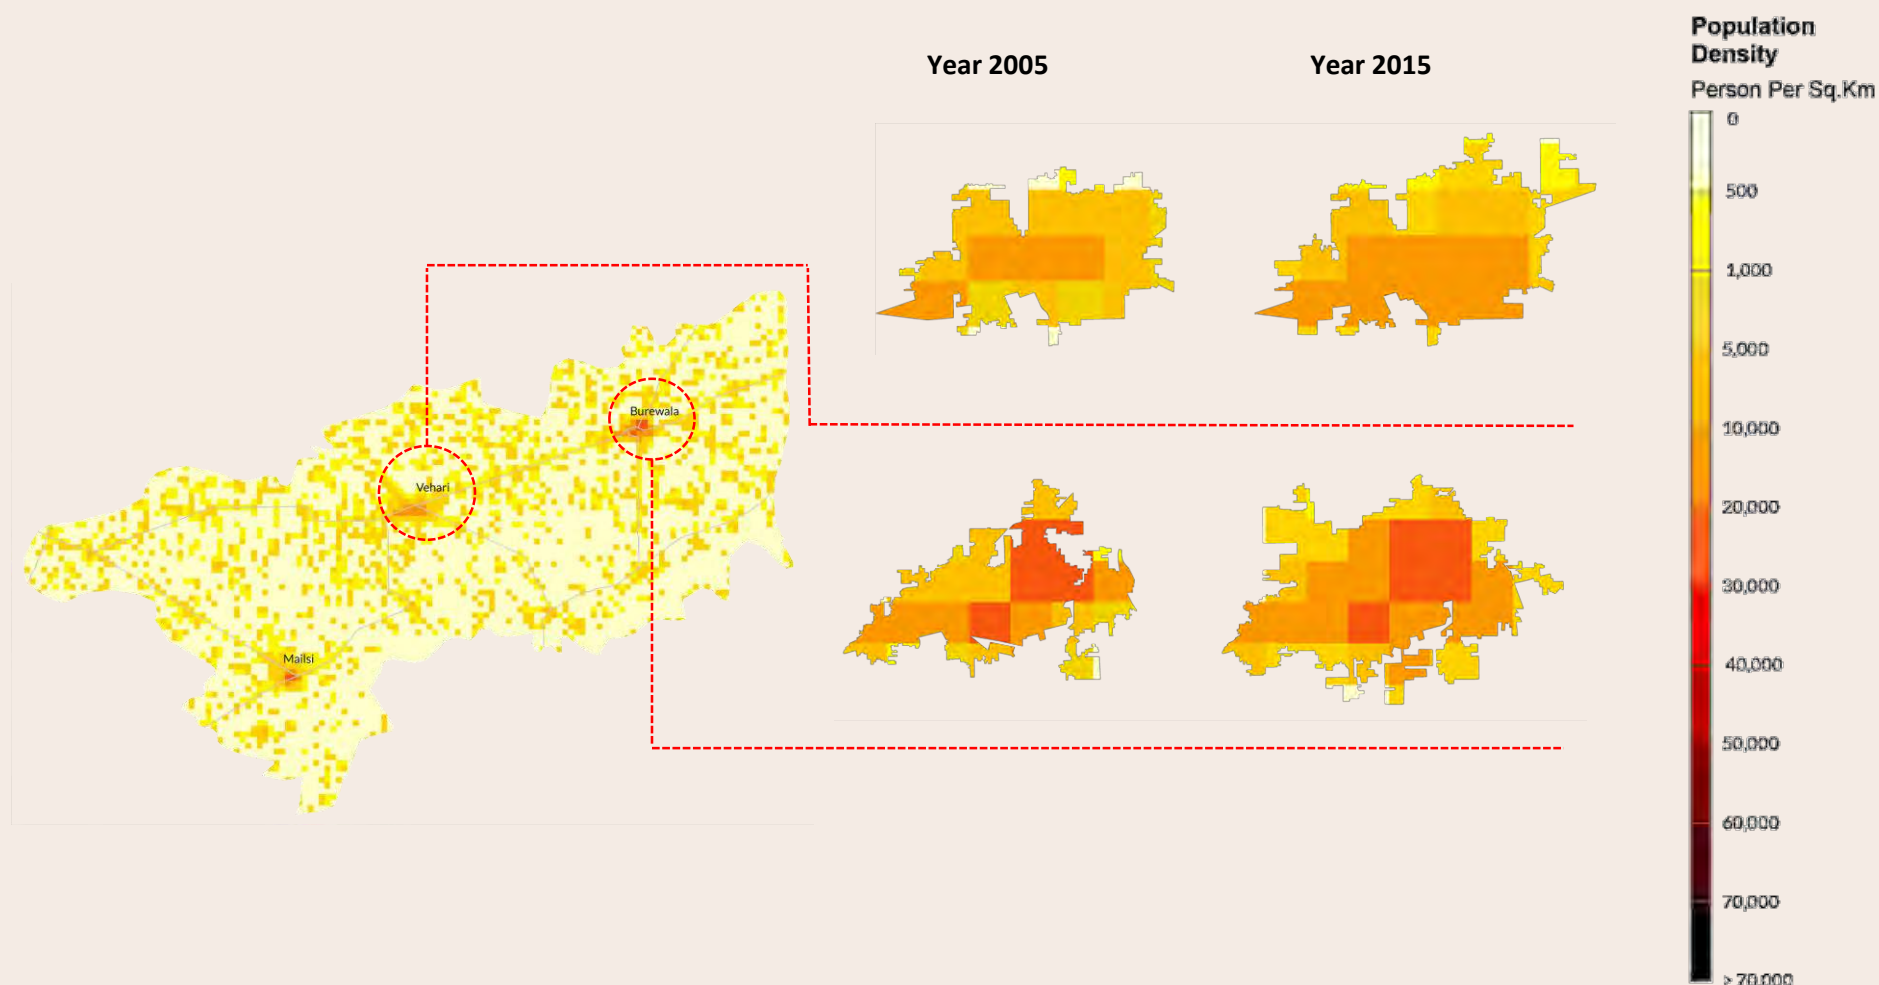 Year 2005
Year 2015
Population
Density
Person Per Sq.Km
0
500
1,000
5,000
10,000
20,000
30,000
40,000
50,000
60,000
70,000
> 70,000
Burewala
Vehari
Mailsi